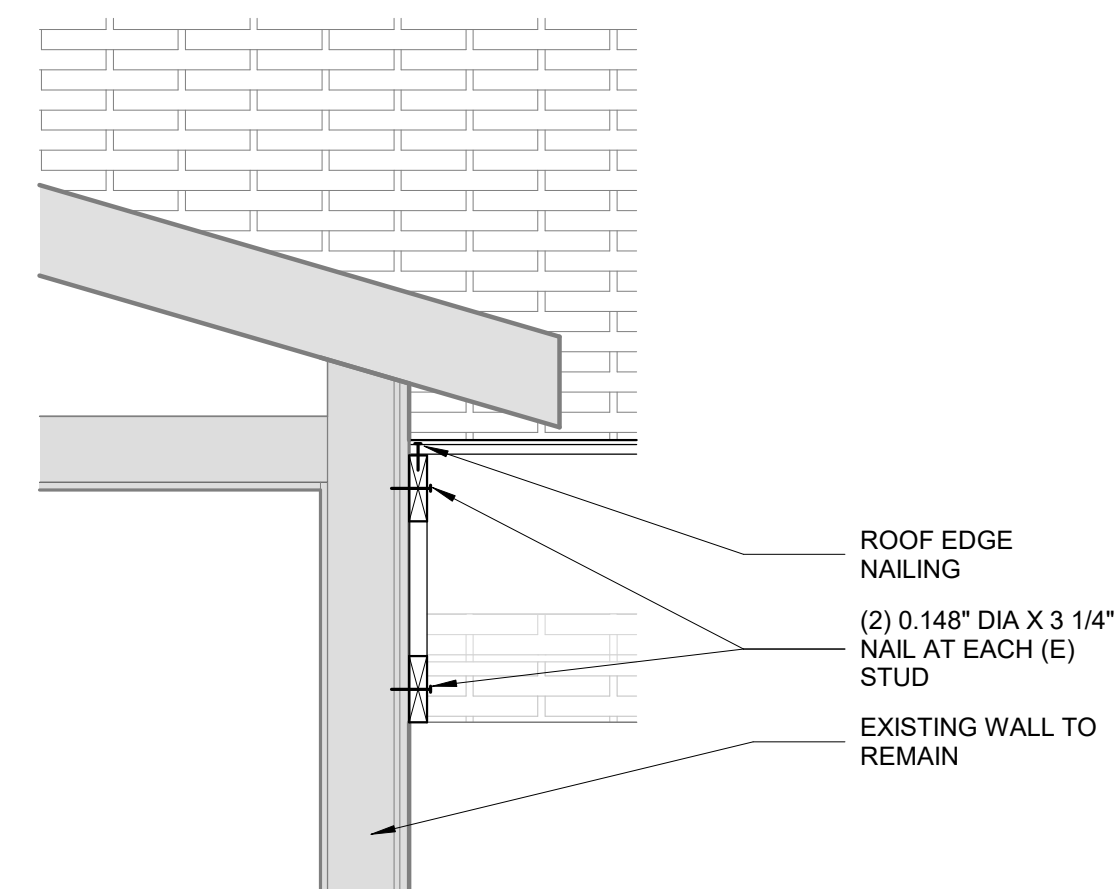 ROOF EDGE
NAILING
(2) 0.148" DIA X 3 1/4"
NAIL AT EACH (E)
STUD
EXISTING WALL TO
REMAIN